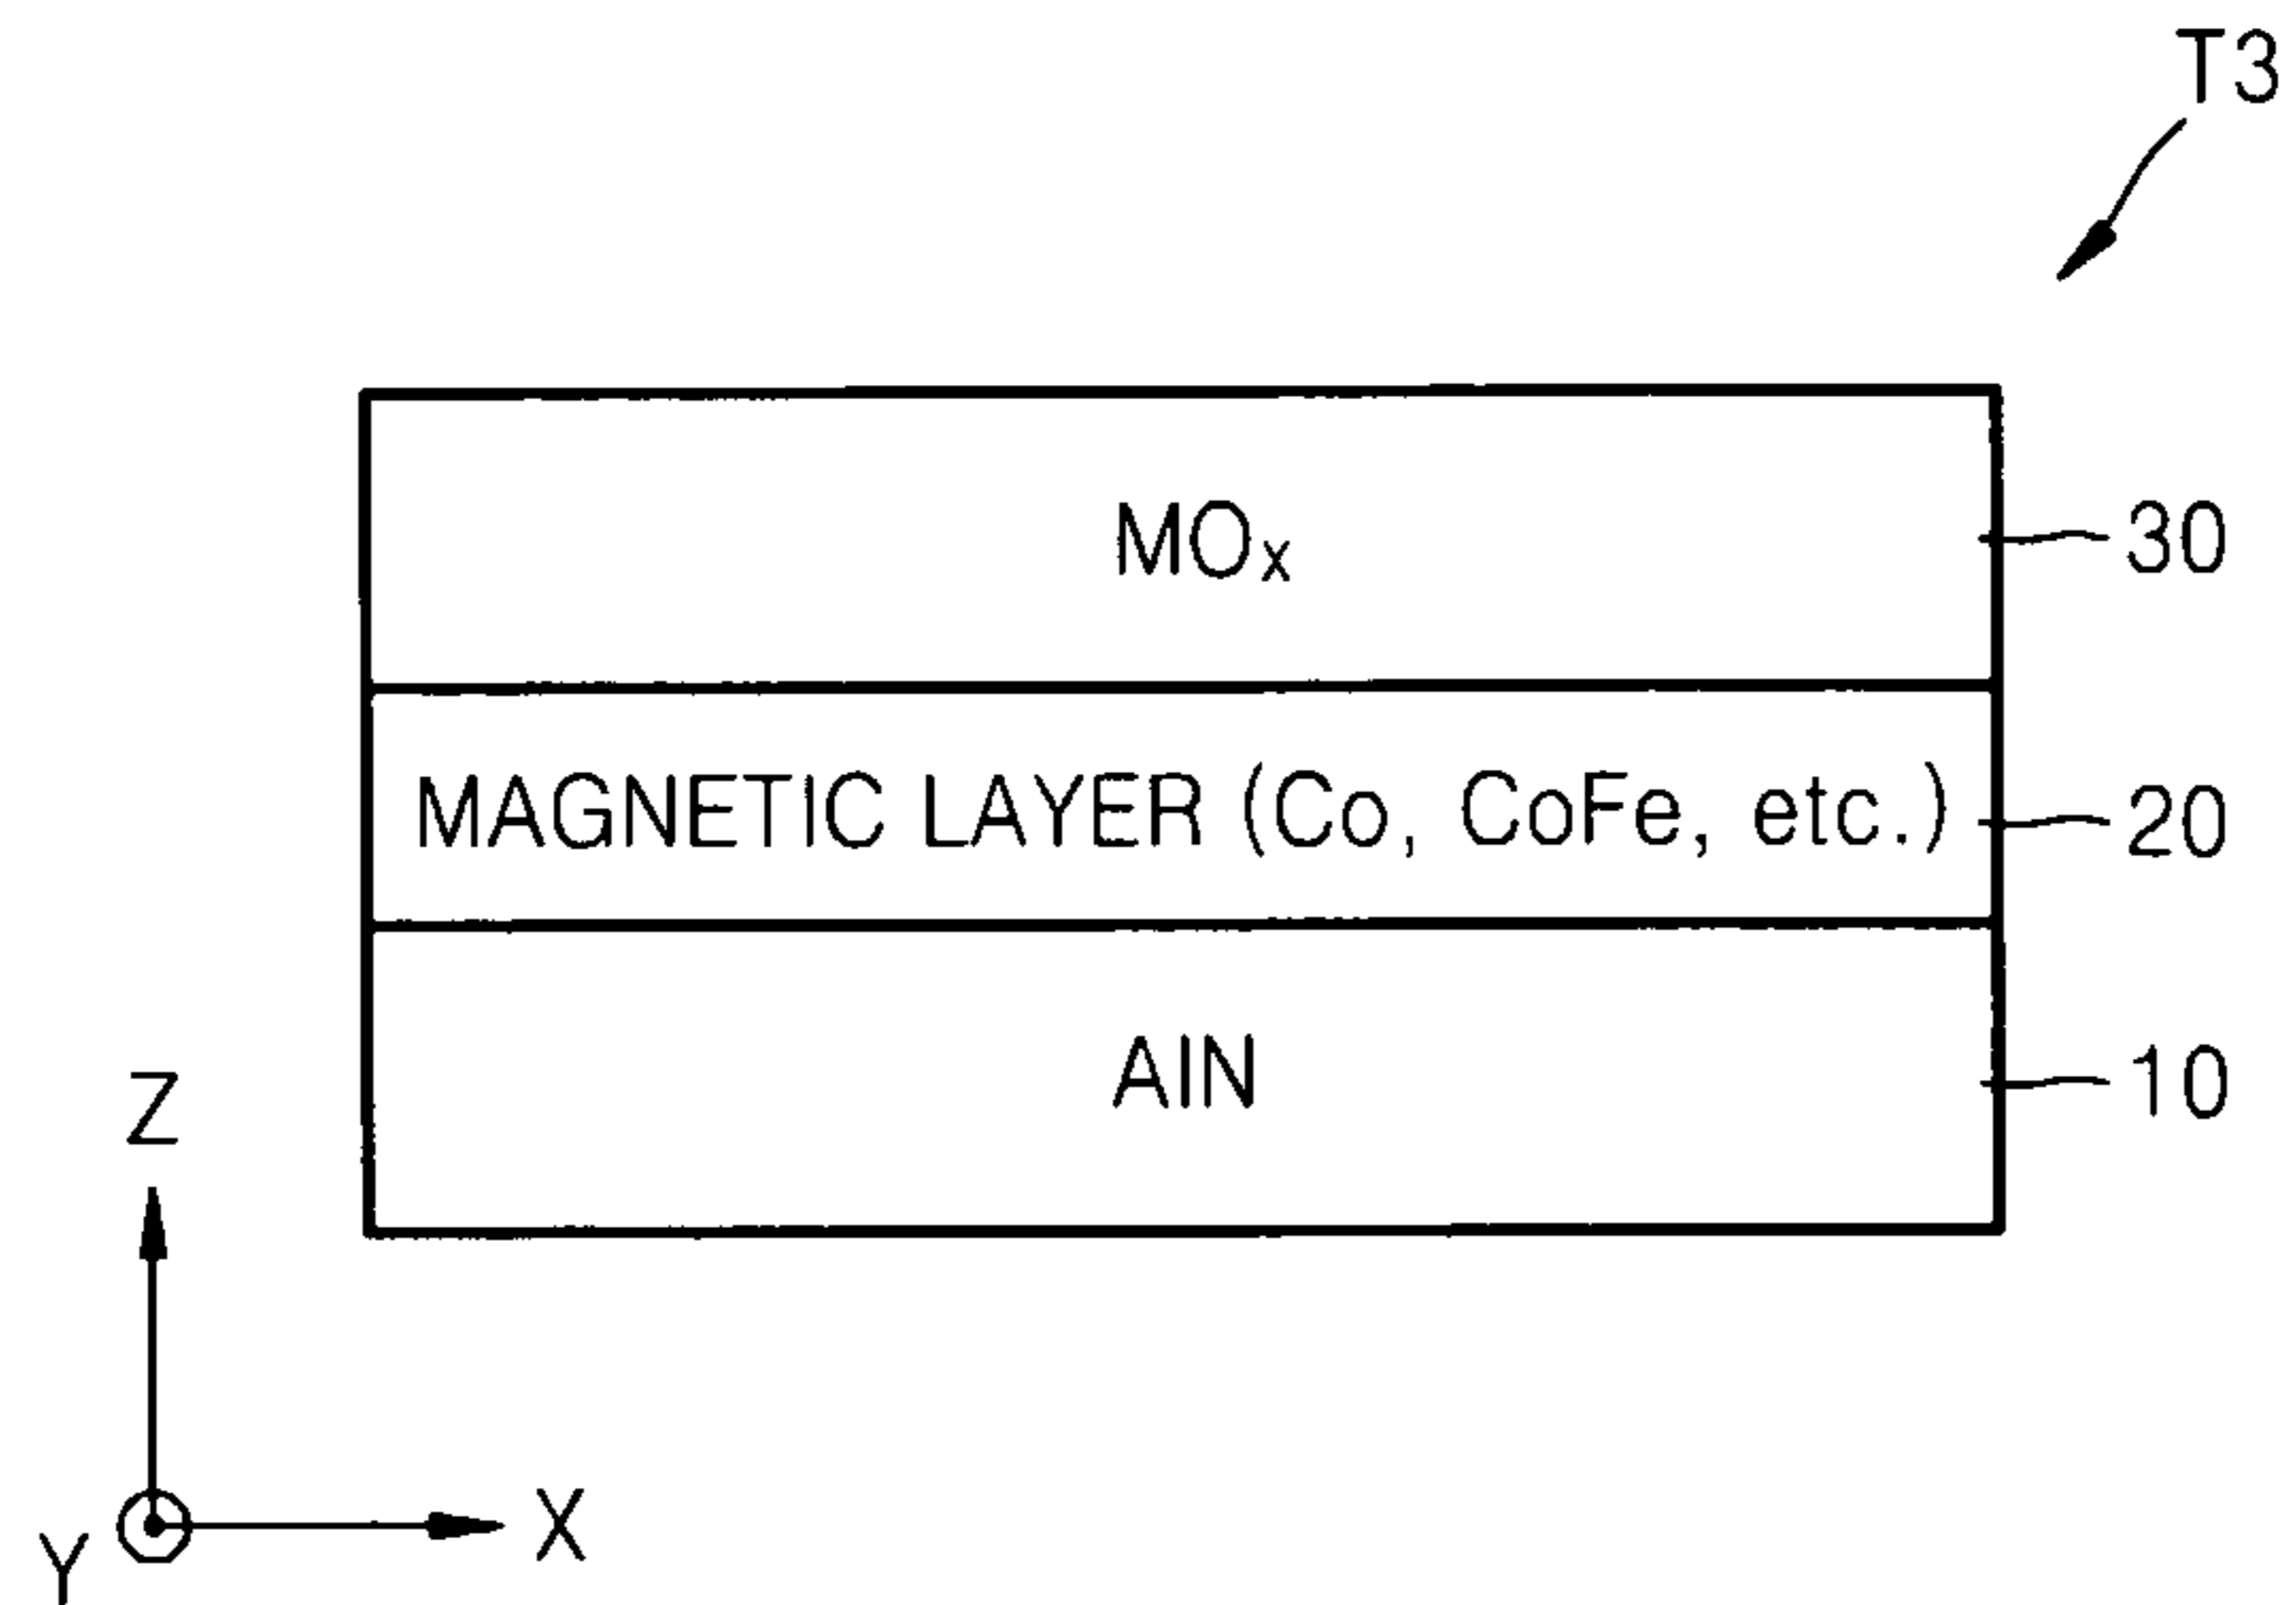 T3
MOx
30
MAGNETIC LAYER (Co, CoFe, etc.)
20
AlN
10
Z
X
Y